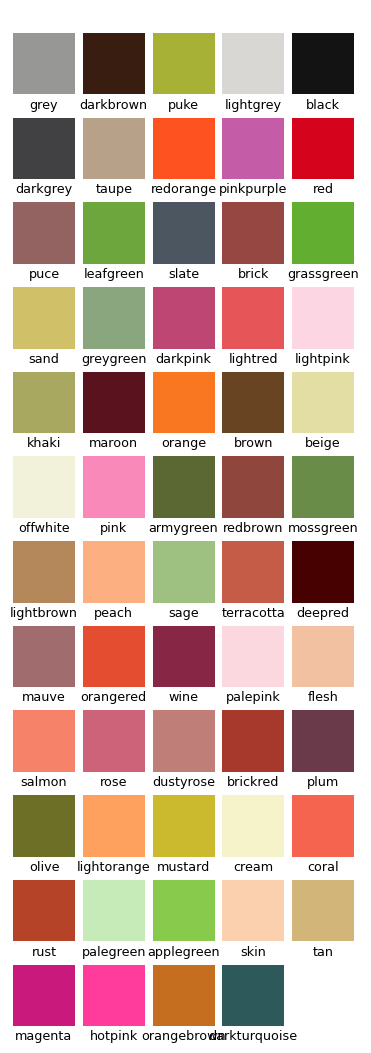 grey darkbrown puke lightgrey black
darkgrey taupe redorange pinkpurple red
puce leafgreen slate brick grassgreen
sand greygreen darkpink lightred lightpink
khaki maroon orange brown beige
offwhite pink armygreen redbrown mossgreen
lightbrown peach sage terracotta deepred
mauve orangered wine palepink flesh
salmon rose dustyrose brickred plum
olive lightorange mustard cream coral
rust palegreen applegreen skin tan
magenta hotpink orangebrown darkturquoise